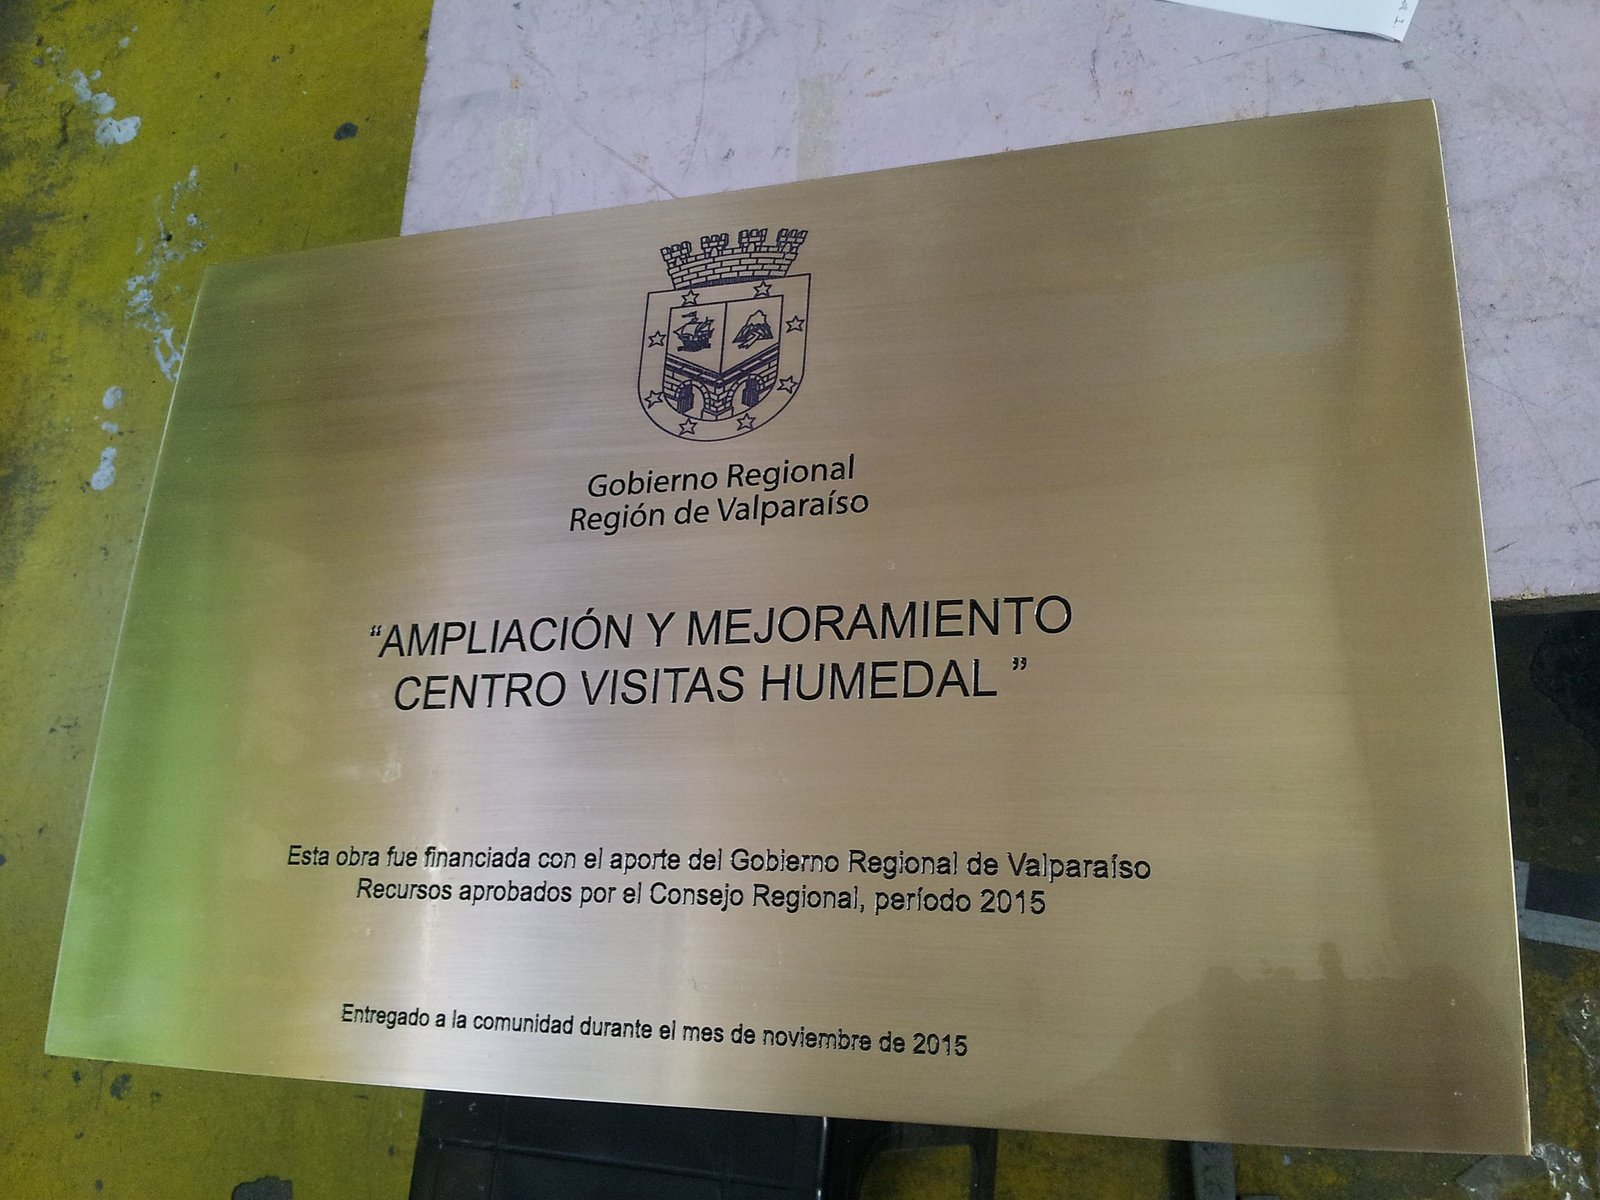 Gobierno Regional
Región de Valparaíso
“AMPLIACIÓN Y MEJORAMIENTO
CENTRO VISITAS HUMEDAL ”
Esta obra fue financiada con el aporte del Gobierno Regional de Valparaíso
Recursos aprobados por el Consejo Regional, período 2015
Entregado a la comunidad durante el mes de noviembre de 2015